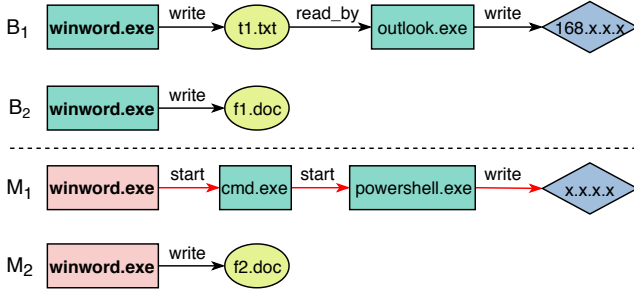 write read_by write
B1 winword.exe t1.txt outlook.exe 168.x.x.x
write
B2 winword.exe f1.doc
start start write
M1 winword.exe cmd.exe powershell.exe x.x.x.x
write
M2 winword.exe f2.doc